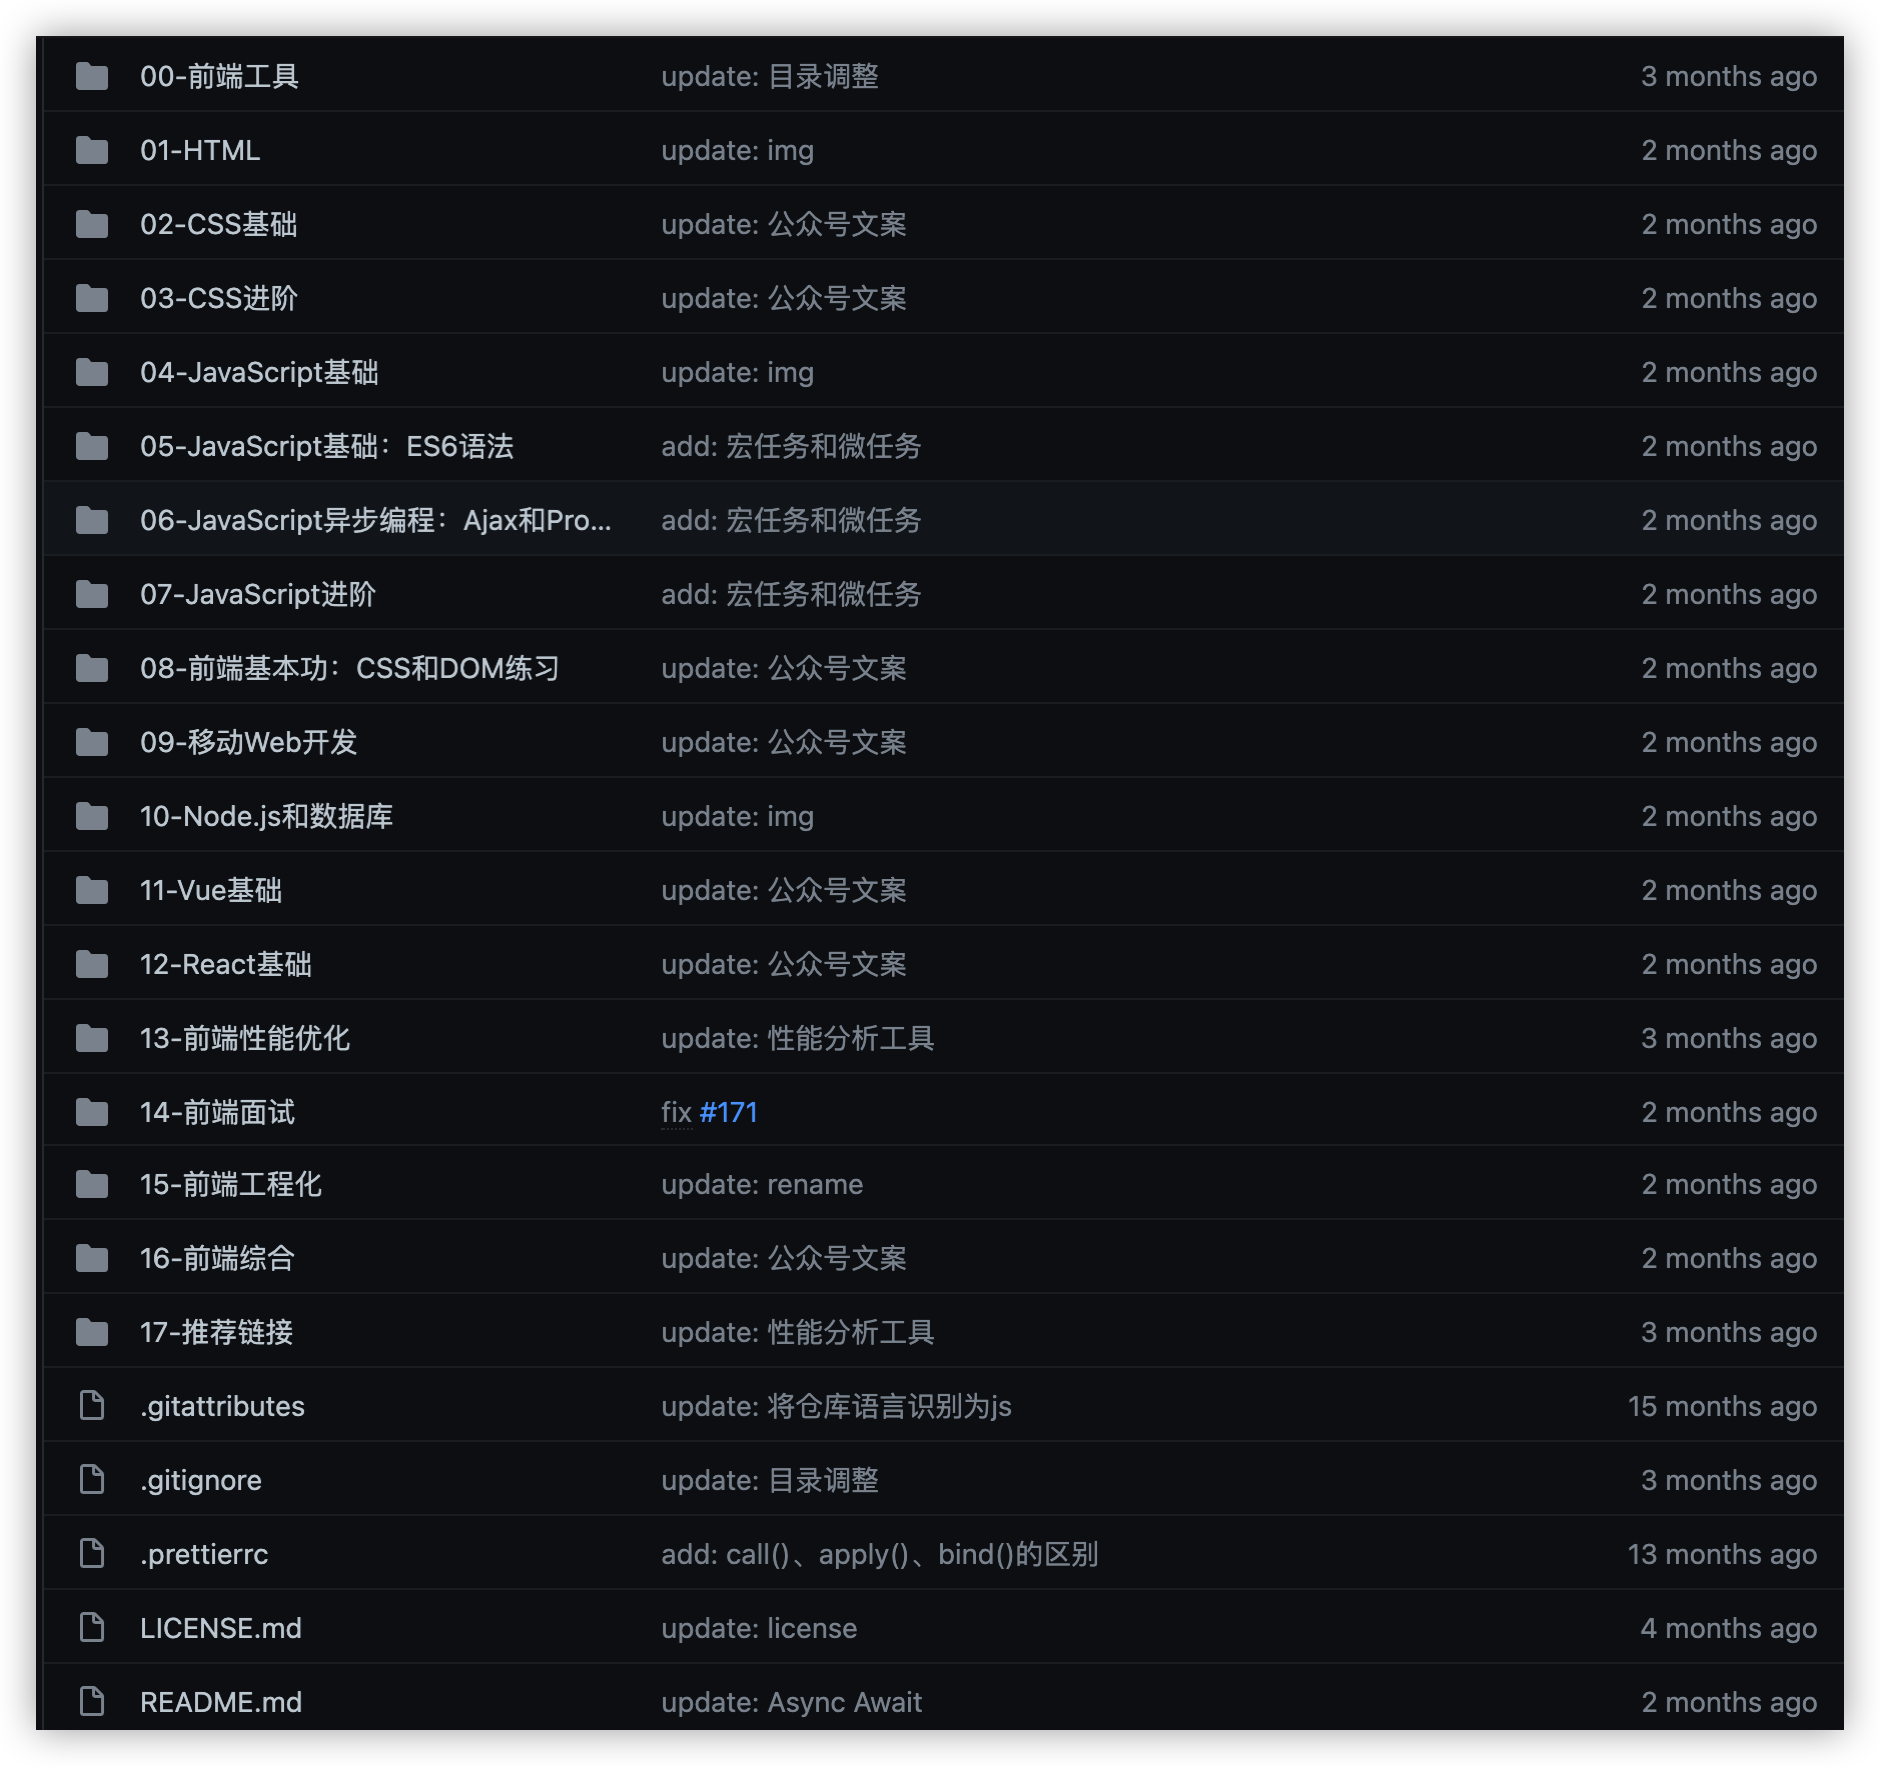 00-前端工具 update: 目录调整 3 months ago
01-HTML update: img 2 months ago
02-CSS基础 update: 公众号文案 2 months ago
03-CSS进阶 update: 公众号文案 2 months ago
04-JavaScript基础 update: img 2 months ago
05-JavaScript基础：ES6语法 add: 宏任务和微任务 2 months ago
06-JavaScript异步编程：Ajax和Pro... add: 宏任务和微任务 2 months ago
07-JavaScript进阶 add: 宏任务和微任务 2 months ago
08-前端基本功：CSS和DOM练习 update: 公众号文案 2 months ago
09-移动Web开发 update: 公众号文案 2 months ago
10-Node.js和数据库 update: img 2 months ago
11-Vue基础 update: 公众号文案 2 months ago
12-React基础 update: 公众号文案 2 months ago
13-前端性能优化 update: 性能分析工具 3 months ago
14-前端面试 fix #171 2 months ago
15-前端工程化 update: rename 2 months ago
16-前端综合 update: 公众号文案 2 months ago
17-推荐链接 update: 性能分析工具 3 months ago
.gitattributes update: 将仓库语言识别为js 15 months ago
.gitignore update: 目录调整 3 months ago
.prettierrc add: call()、apply()、bind()的区别 13 months ago
LICENSE.md update: license 4 months ago
README.md update: Async Await 2 months ago